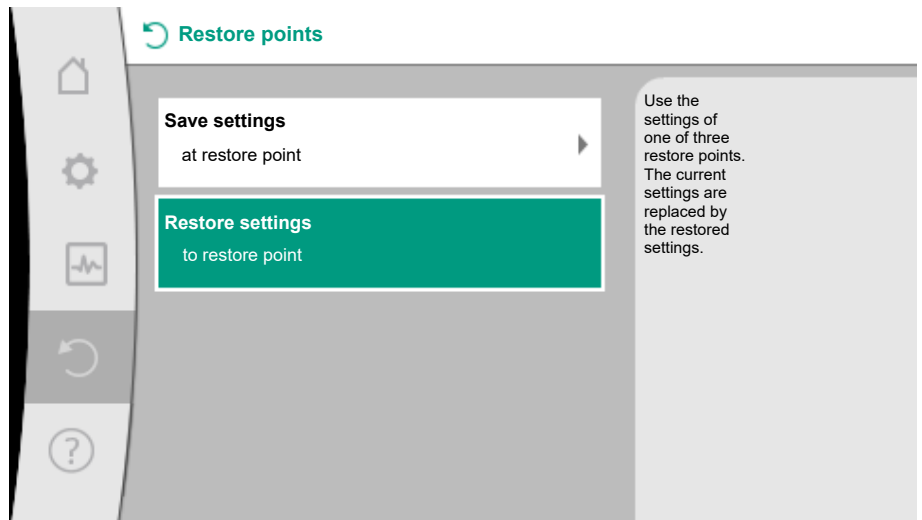 Restore points
Save settings
at restore point
Restore settings
to restore point
Use the
settings of
one of three
restore points.
The current
settings are
replaced by
the restored
settings.
?